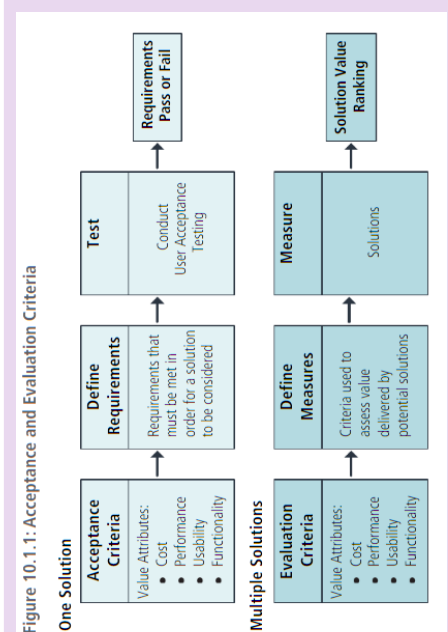 Figure 10.1.1: Acceptance and Evaluation Criteria
One Solution
Acceptance
Criteria
Value Attributes:
• Cost
• Performance
• Usability
• Functionality
Define
Requirements
Requirements that
must be met in
order for a solution
to be considered
Test
Conduct
User Acceptance
Testing
Requirements
Pass or Fail
Multiple Solutions
Evaluation
Criteria
Value Attributes:
• Cost
• Performance
• Usability
• Functionality
Define
Measures
Criteria used to
assess value
delivered by
potential solutions
Measure
Solutions
Solution Value
Ranking